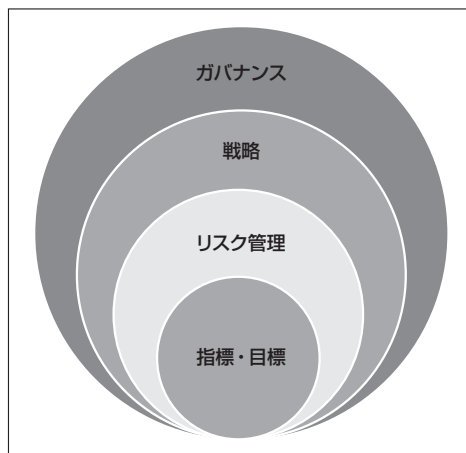 ガバナンス
戦略
リスク管理
指標・目標